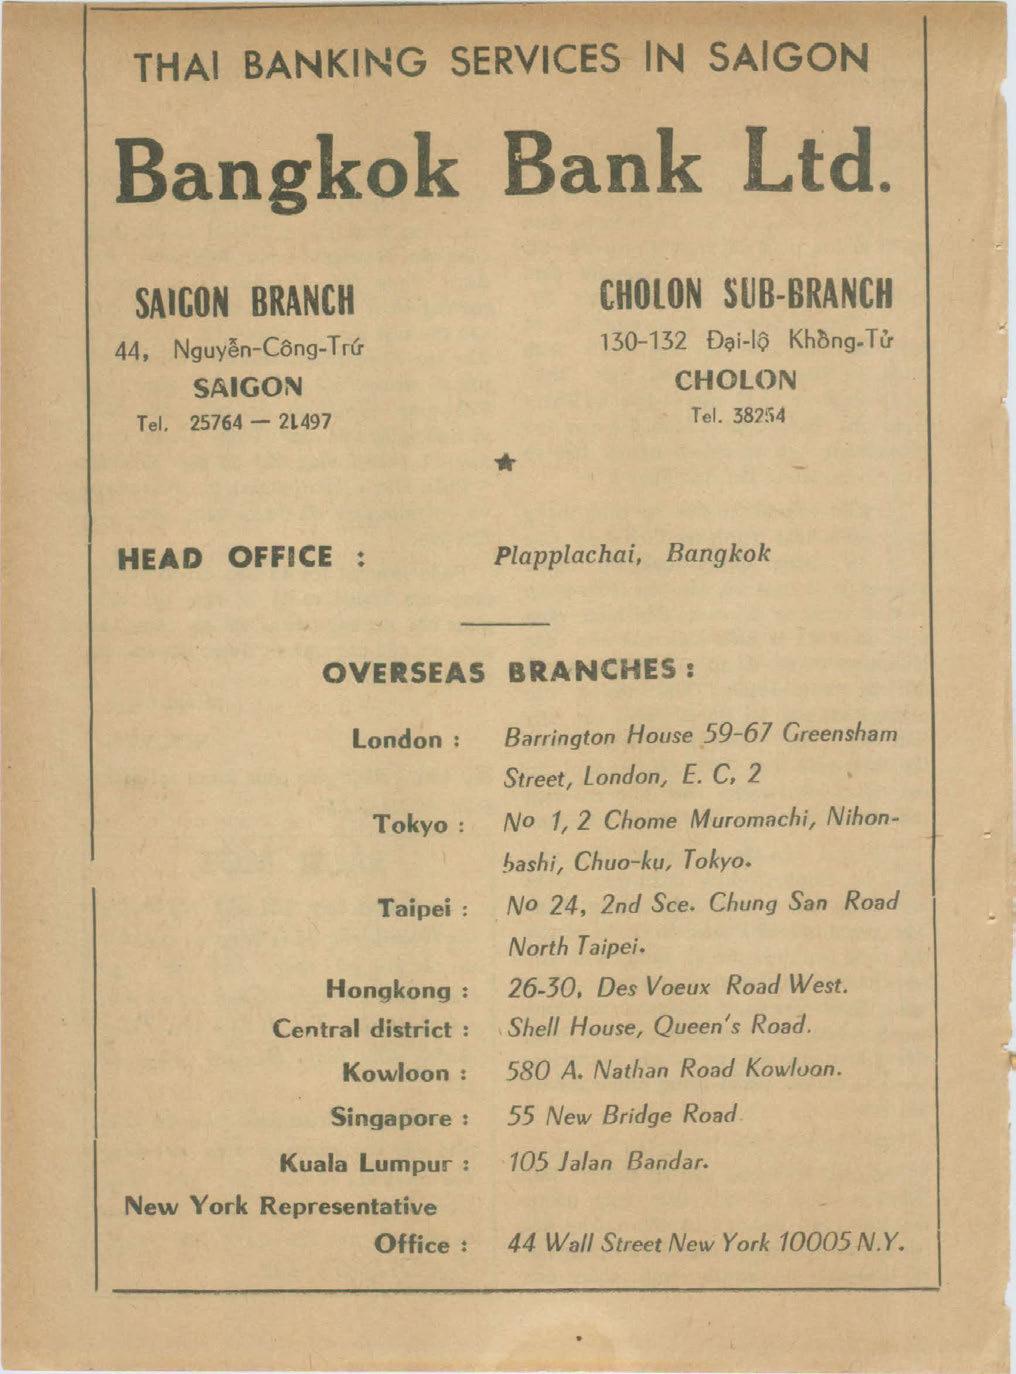 THAI BANKING SERVICES IN SAIGON
Bangkok Bank Ltd.
SAIGON BRANCH
44, Nguyễn-Công-Trứ
SAIGON
Tel. 25764 — 21497
CHOLON SUB-BRANCH
130-132 Đại-lộ Khồng-Tử
CHOLON
Tel. 38254
★
HEAD OFFICE : Plapplachai, Bangkok
OVERSEAS BRANCHES :
London : Barrington House 59-67 Greensham
Street, London, E. C, 2
Tokyo : Nº 1, 2 Chome Muromachi, Nihon-
bashi, Chuo-ku, Tokyo.
Taipei : Nº 24, 2nd Sce. Chung San Road
North Taipei.
Hongkong : 26-30, Des Voeux Road West.
Central district : Shell House, Queen's Road.
Kowloon : 580 A. Nathan Road Kowloon.
Singapore : 55 New Bridge Road.
Kuala Lumpur : 105 Jalan Bandar.
New York Representative
Office : 44 Wall Street New York 10005 N.Y.